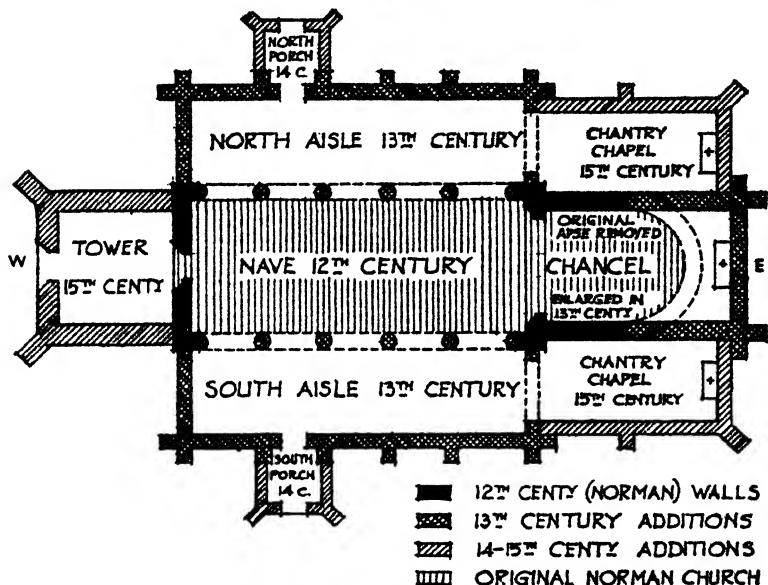 NORTH
PORCH
14 C.
NORTH AISLE 13TH CENTURY
CHANTRY
CHAPEL
15TH CENTURY
W
TOWER
15TH CENTY
NAVE 12TH CENTURY
ORIGINAL
APSE REMOVED
CHANCEL
ENLARGED IN
13TH CENTY
E
SOUTH AISLE 13TH CENTURY
CHANTRY
CHAPEL
15TH CENTURY
SOUTH
PORCH
14 C.
12TH CENTY (NORMAN) WALLS
13TH CENTURY ADDITIONS
14-15TH CENTY ADDITIONS
ORIGINAL NORMAN CHURCH